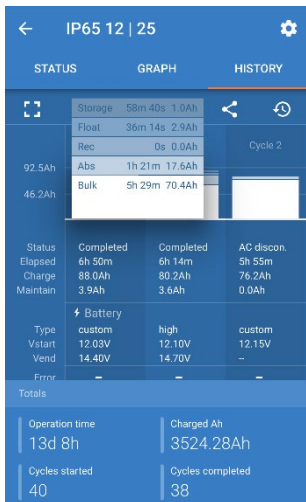 IP65 12 | 25
STATUS GRAPH HISTORY
Storage 58m 40s 1.0Ah
Float 36m 14s 2.9Ah
Rec 0s 0.0Ah
Abs 1h 21m 17.6Ah
Bulk 5h 29m 70.4Ah
Cycle 2
92.5Ah
46.2Ah
Status Completed Completed AC discon.
Elapsed 6h 50m 6h 14m 5h 55m
Charge 88.0Ah 80.2Ah 76.2Ah
Maintain 3.9Ah 3.6Ah 0.0Ah
Battery
Type custom high custom
Vstart 12.03V 12.10V 12.15V
Vend 14.40V 14.70V --
Error – – –
Totals
Operation time Charged Ah
13d 8h 3524.28Ah
Cycles started Cycles completed
40 38